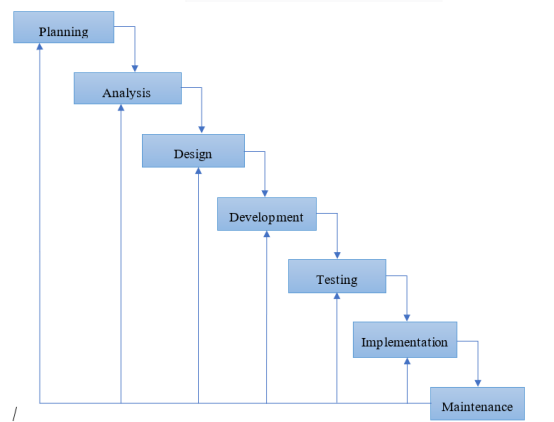 Planning
Analysis
Design
Development
Testing
Implementation
Maintenance
/